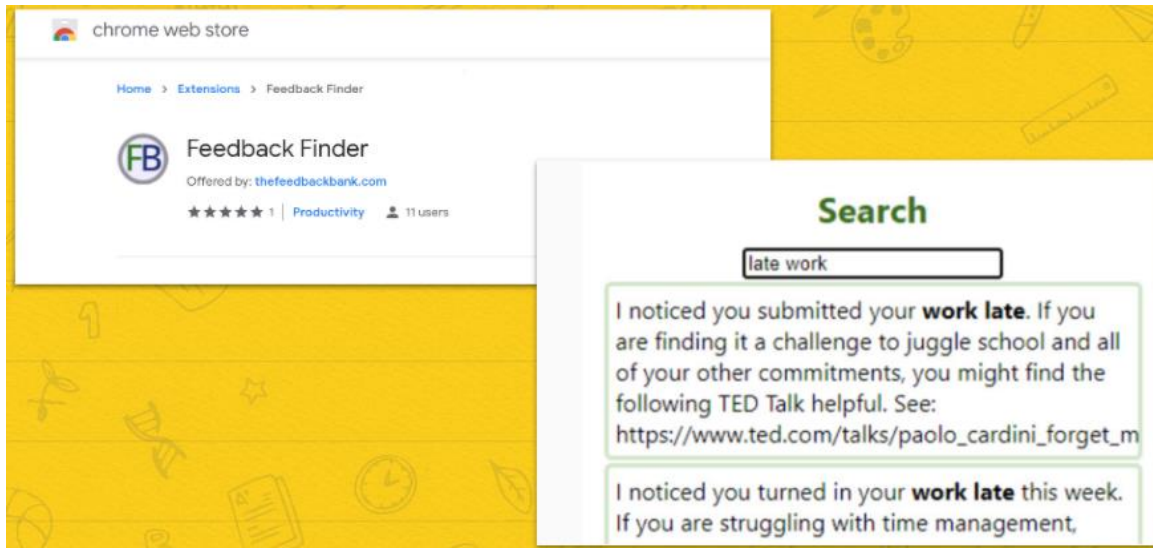 chrome web store
Home > Extensions > Feedback Finder
FB
Feedback Finder
Offered by: thefeedbackbank.com
★★★★★ 1 | Productivity 11 users
Search
late work
I noticed you submitted your work late. If you
are finding it a challenge to juggle school and all
of your other commitments, you might find the
following TED Talk helpful. See:
https://www.ted.com/talks/paolo_cardini_forget_m
I noticed you turned in your work late this week.
If you are struggling with time management,
1
A+